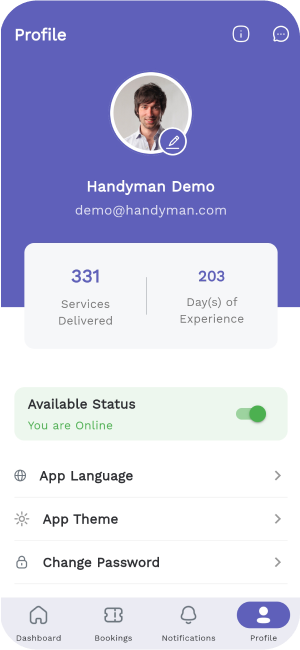 Profile
Handyman Demo
demo@handyman.com
331
Services
Delivered
203
Day(s) of
Experience
Available Status
You are Online
App Language
App Theme
Change Password
Dashboard
Bookings
Notifications
Profile